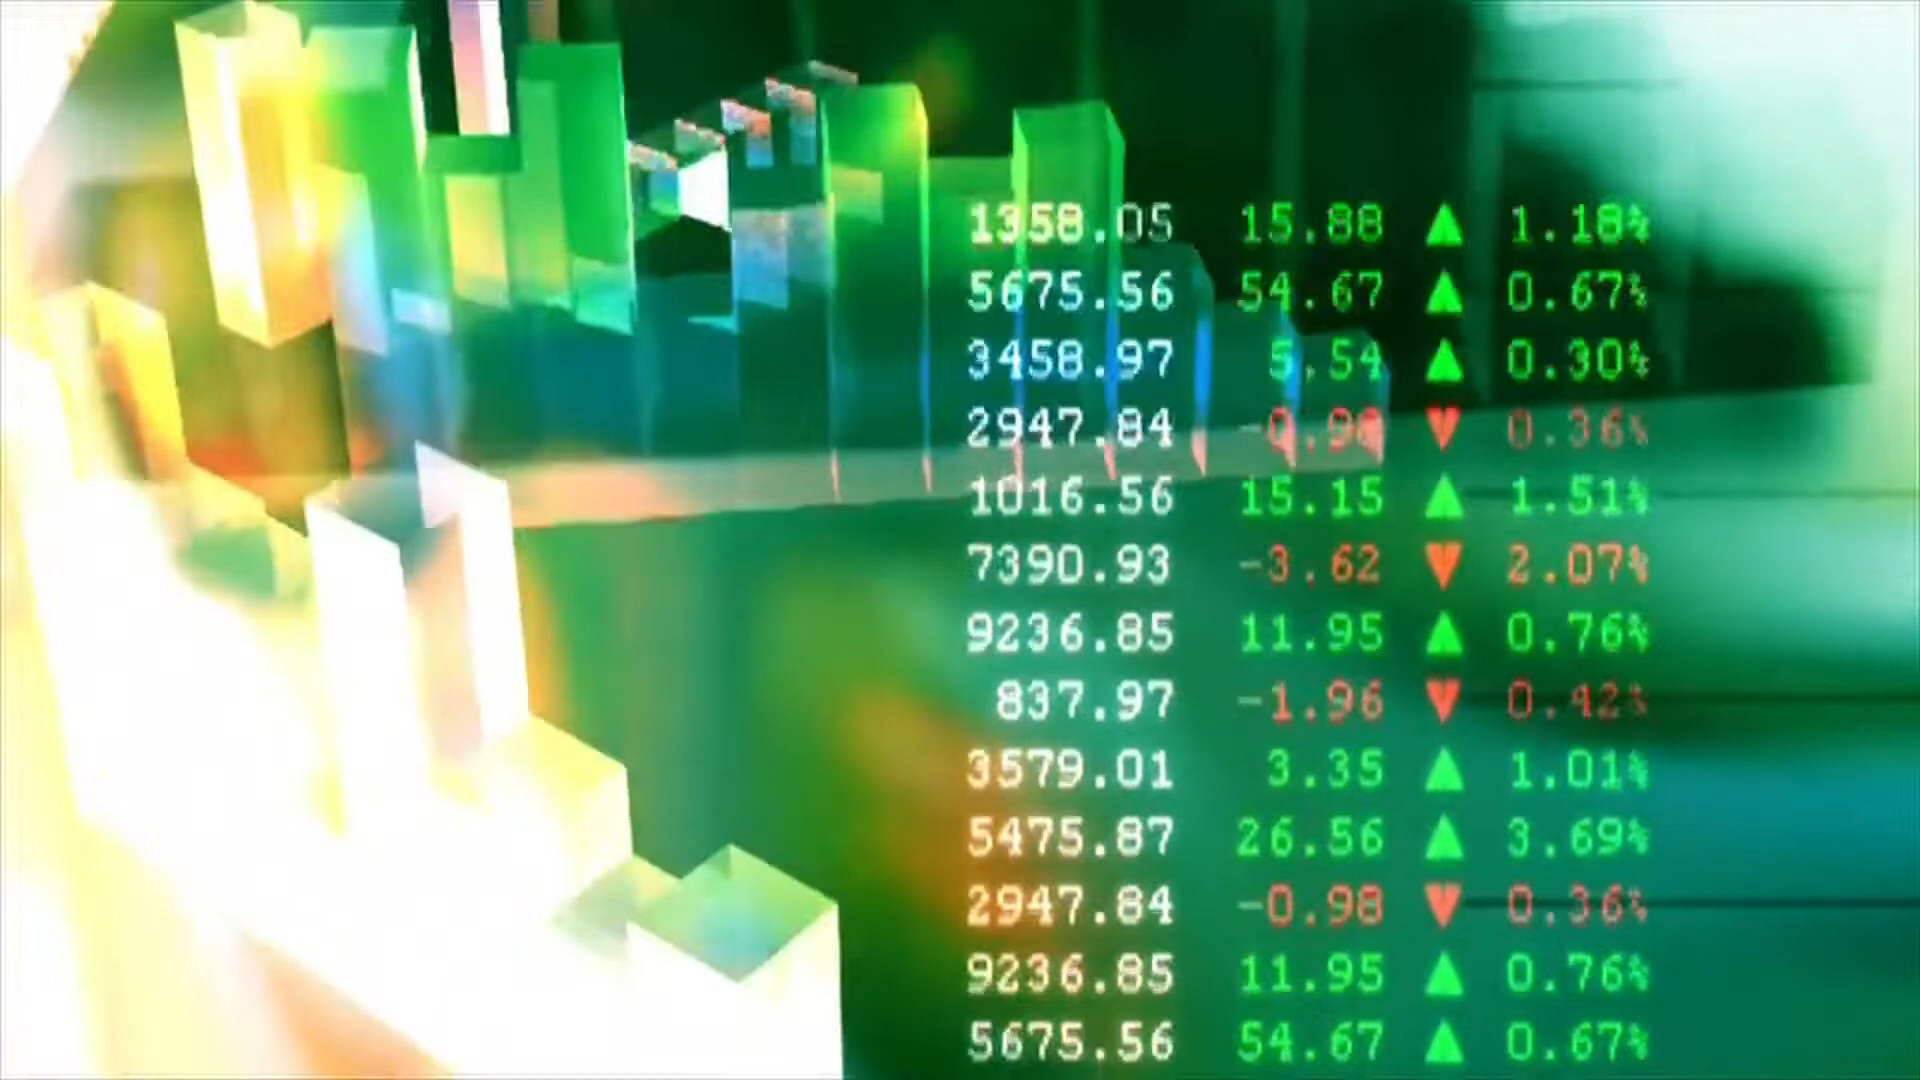 1358.05 15.88 ▲ 1.18%
5675.56 54.67 ▲ 0.67%
3458.97 5.54 ▲ 0.30%
2947.84 -0.98 ▼ 0.36%
1016.56 15.15 ▲ 1.51%
7390.93 -3.62 ▼ 2.07%
9236.85 11.95 ▲ 0.76%
837.97 -1.96 ▼ 0.42%
3579.01 3.35 ▲ 1.01%
5475.87 26.56 ▲ 3.69%
2947.84 -0.98 ▼ 0.36%
9236.85 11.95 ▲ 0.76%
5675.56 54.67 ▲ 0.67%